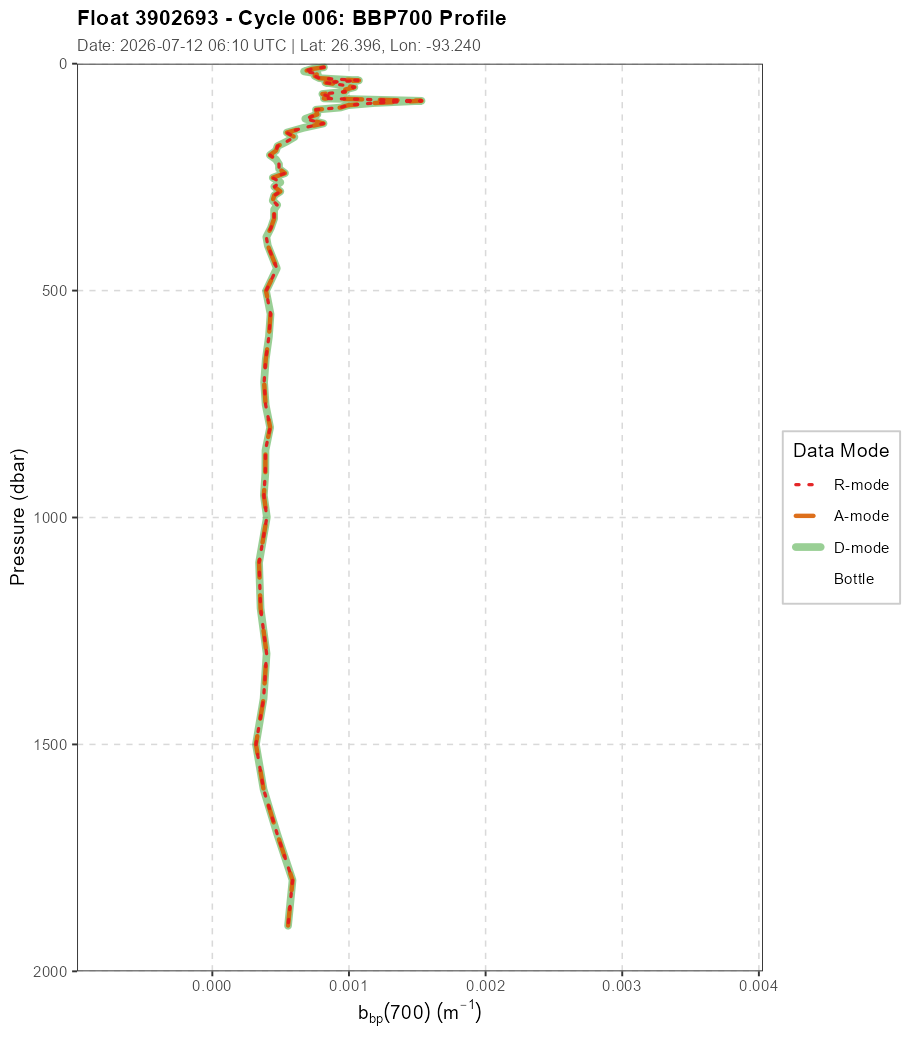 Float 3902693 - Cycle 006: BBP700 Profile
Date: 2026-07-12 06:10 UTC | Lat: 26.396, Lon: -93.240
0
500
1000
1500
2000
Pressure (dbar)
0.000 0.001 0.002 0.003 0.004
b_bp(700) (m⁻¹)
Data Mode
R-mode
A-mode
D-mode
Bottle